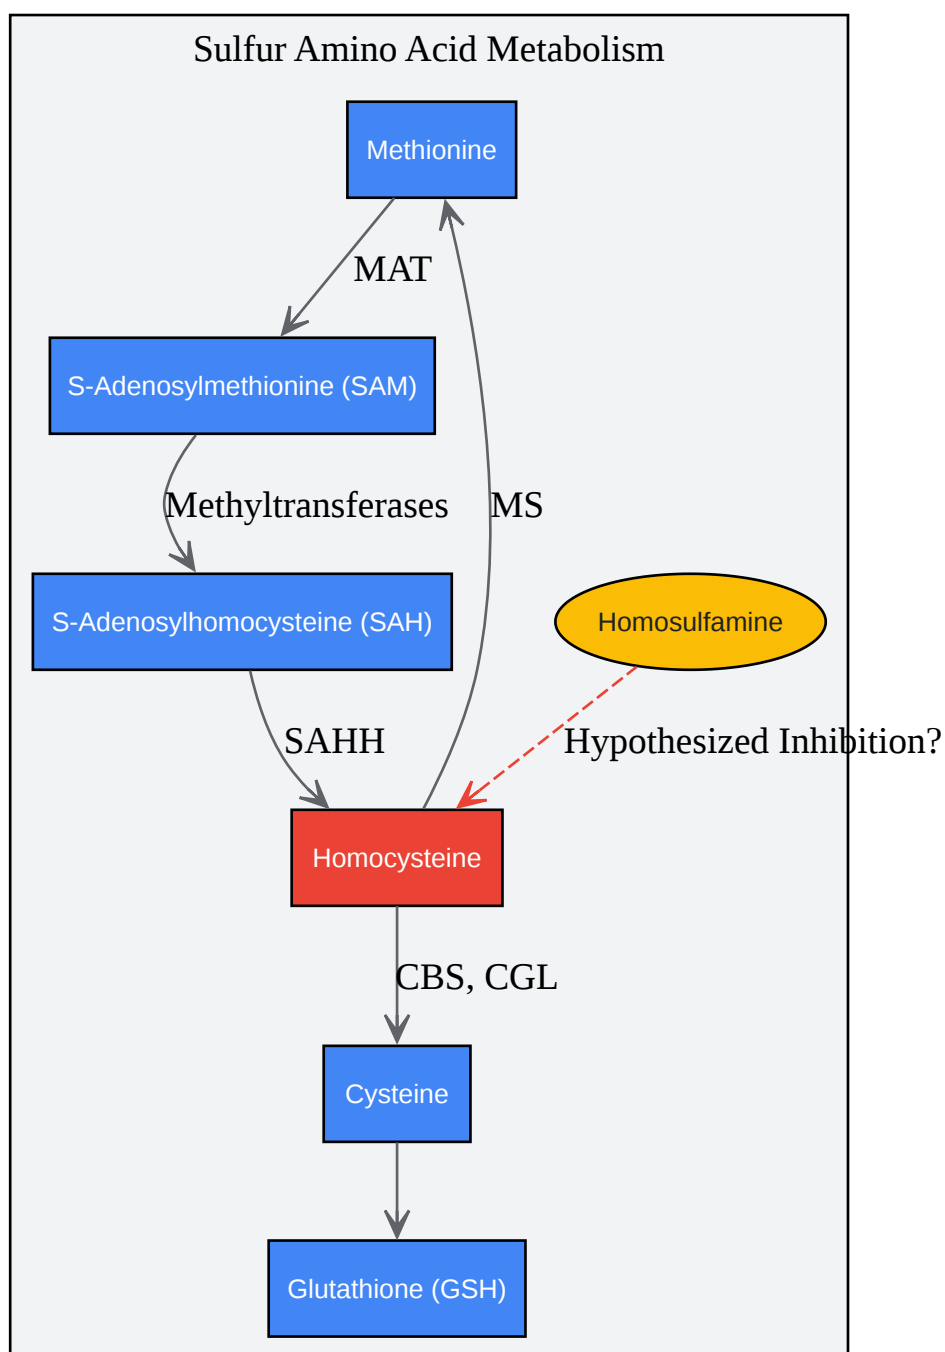 Sulfur Amino Acid Metabolism
Methionine
MAT
S-Adenosylmethionine (SAM)
Methyltransferases
MS
S-Adenosylhomocysteine (SAH)
Homosulfamine
SAHH
Hypothesized Inhibition?
Homocysteine
CBS, CGL
Cysteine
Glutathione (GSH)